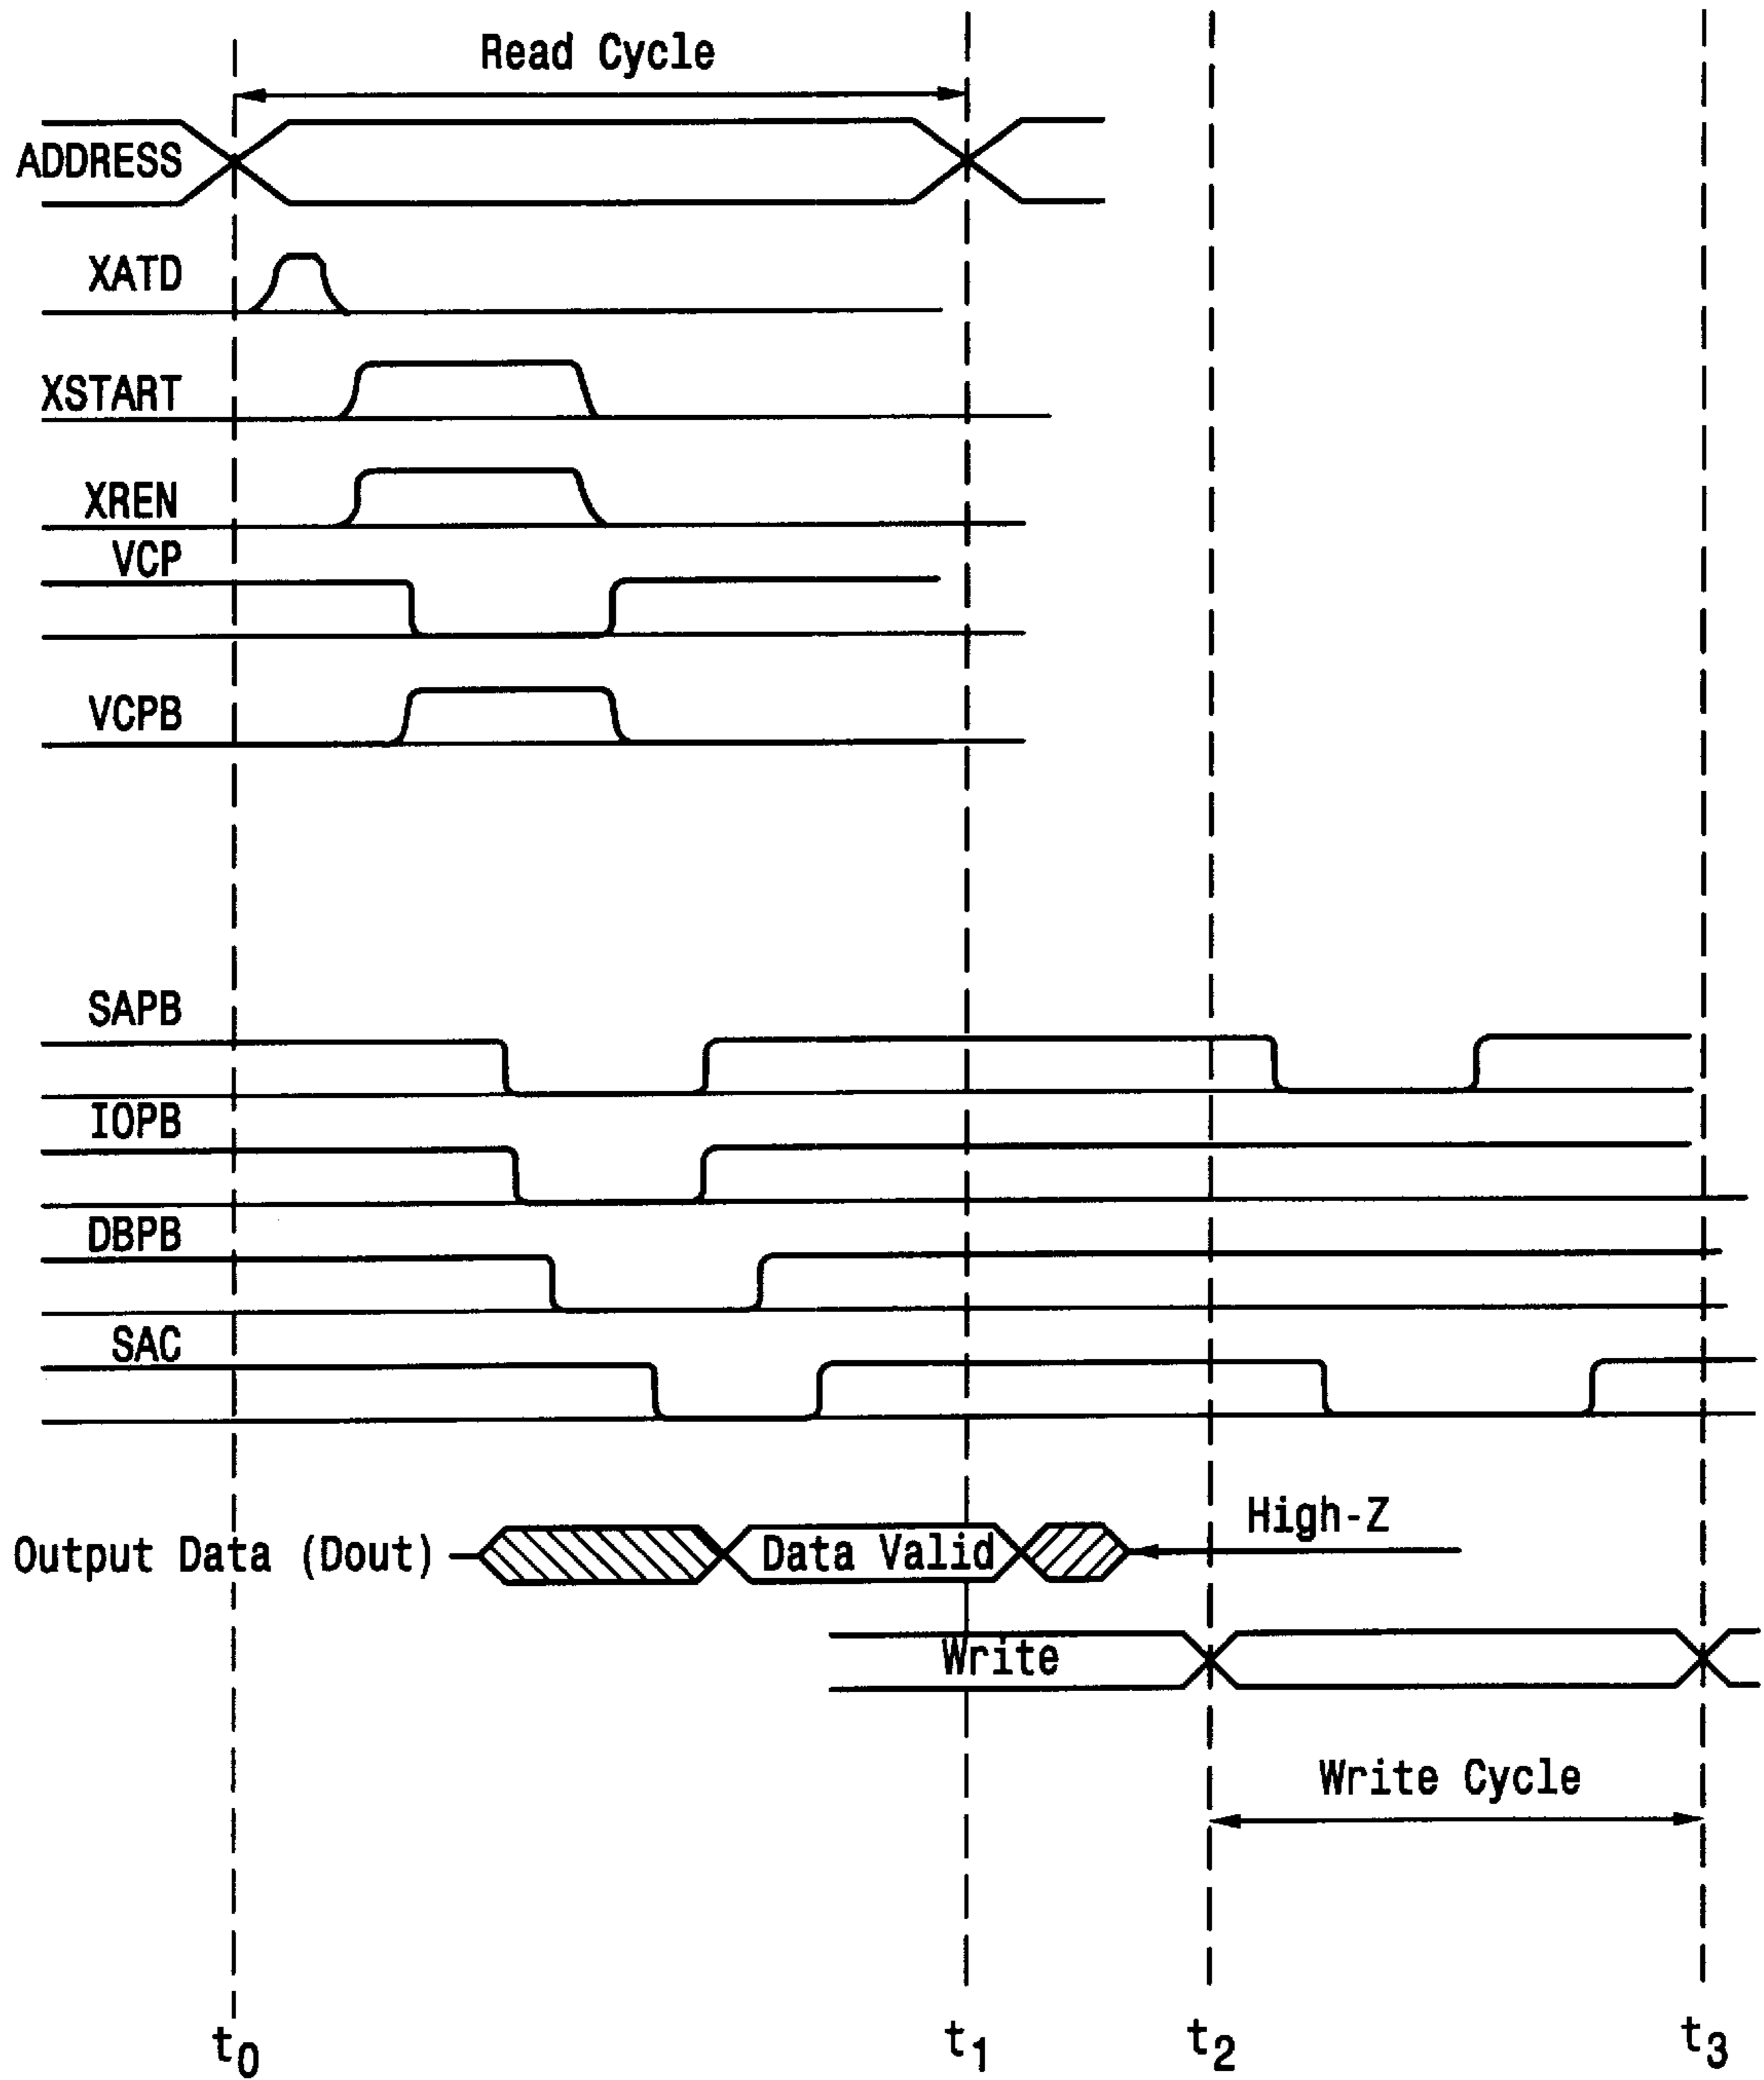 Read Cycle
ADDRESS
XATD
XSTART
XREN
VCP
VCPB
SAPB
IOPB
DBPB
SAC
High-Z
Output Data (Dout)
Data Valid
Write
Write Cycle
t0 t1 t2 t3